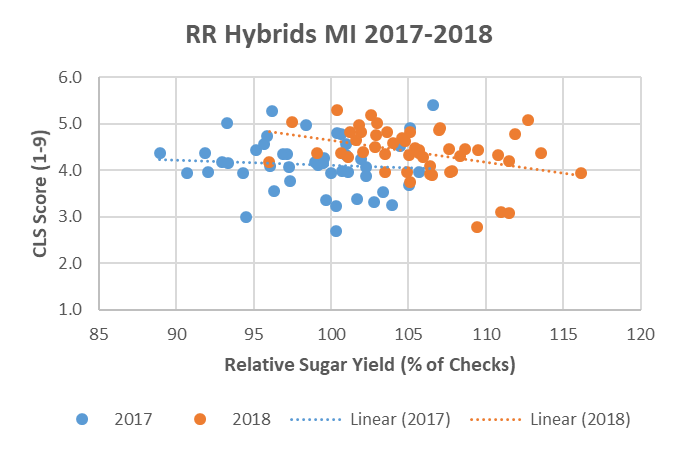 RR Hybrids MI 2017-2018
CLS Score (1-9)
6.0
5.0
4.0
3.0
2.0
1.0
85 90 95 100 105 110 115 120
Relative Sugar Yield (% of Checks)
2017 2018 Linear (2017) Linear (2018)